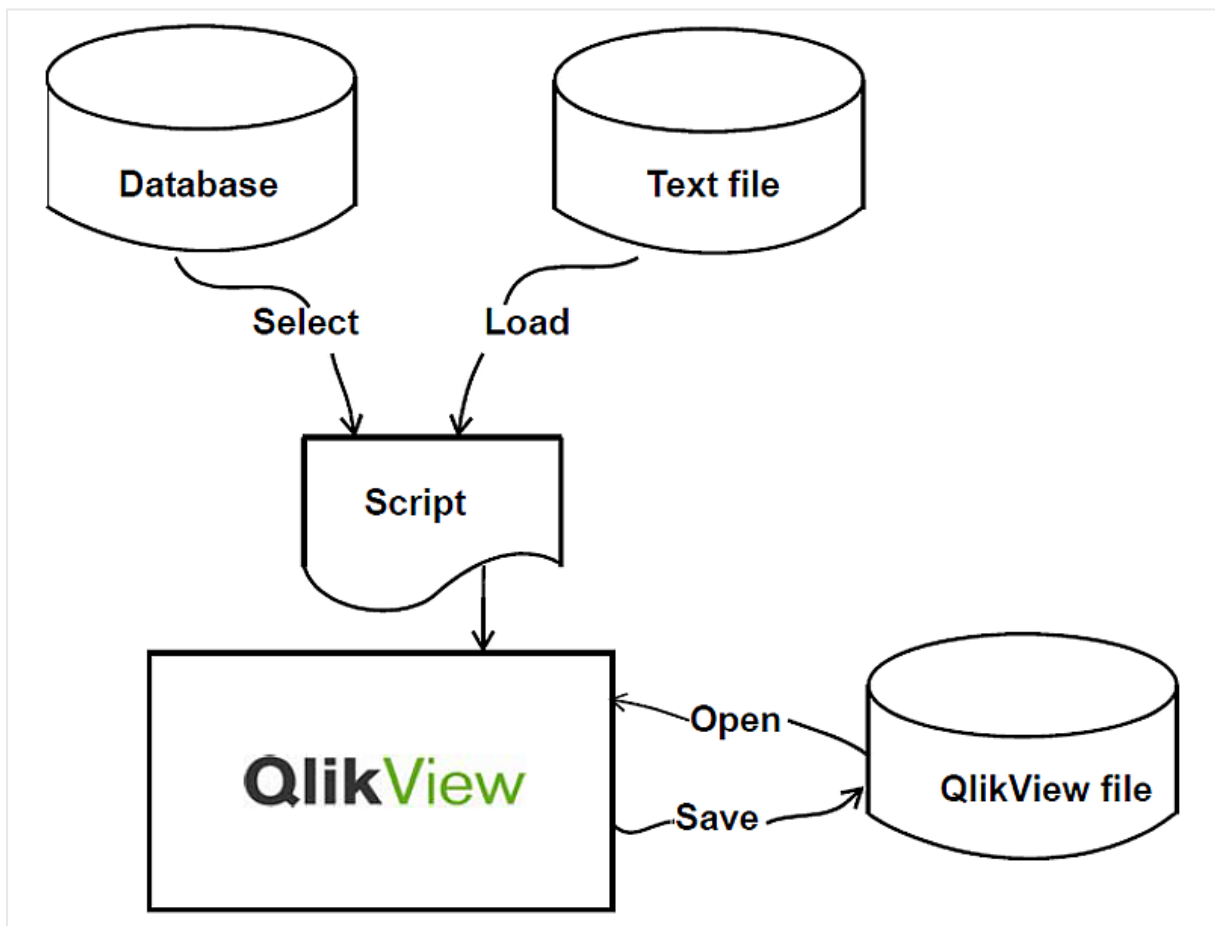 Database
Text file
Select
Load
Script
Open
QlikView
QlikView file
Save